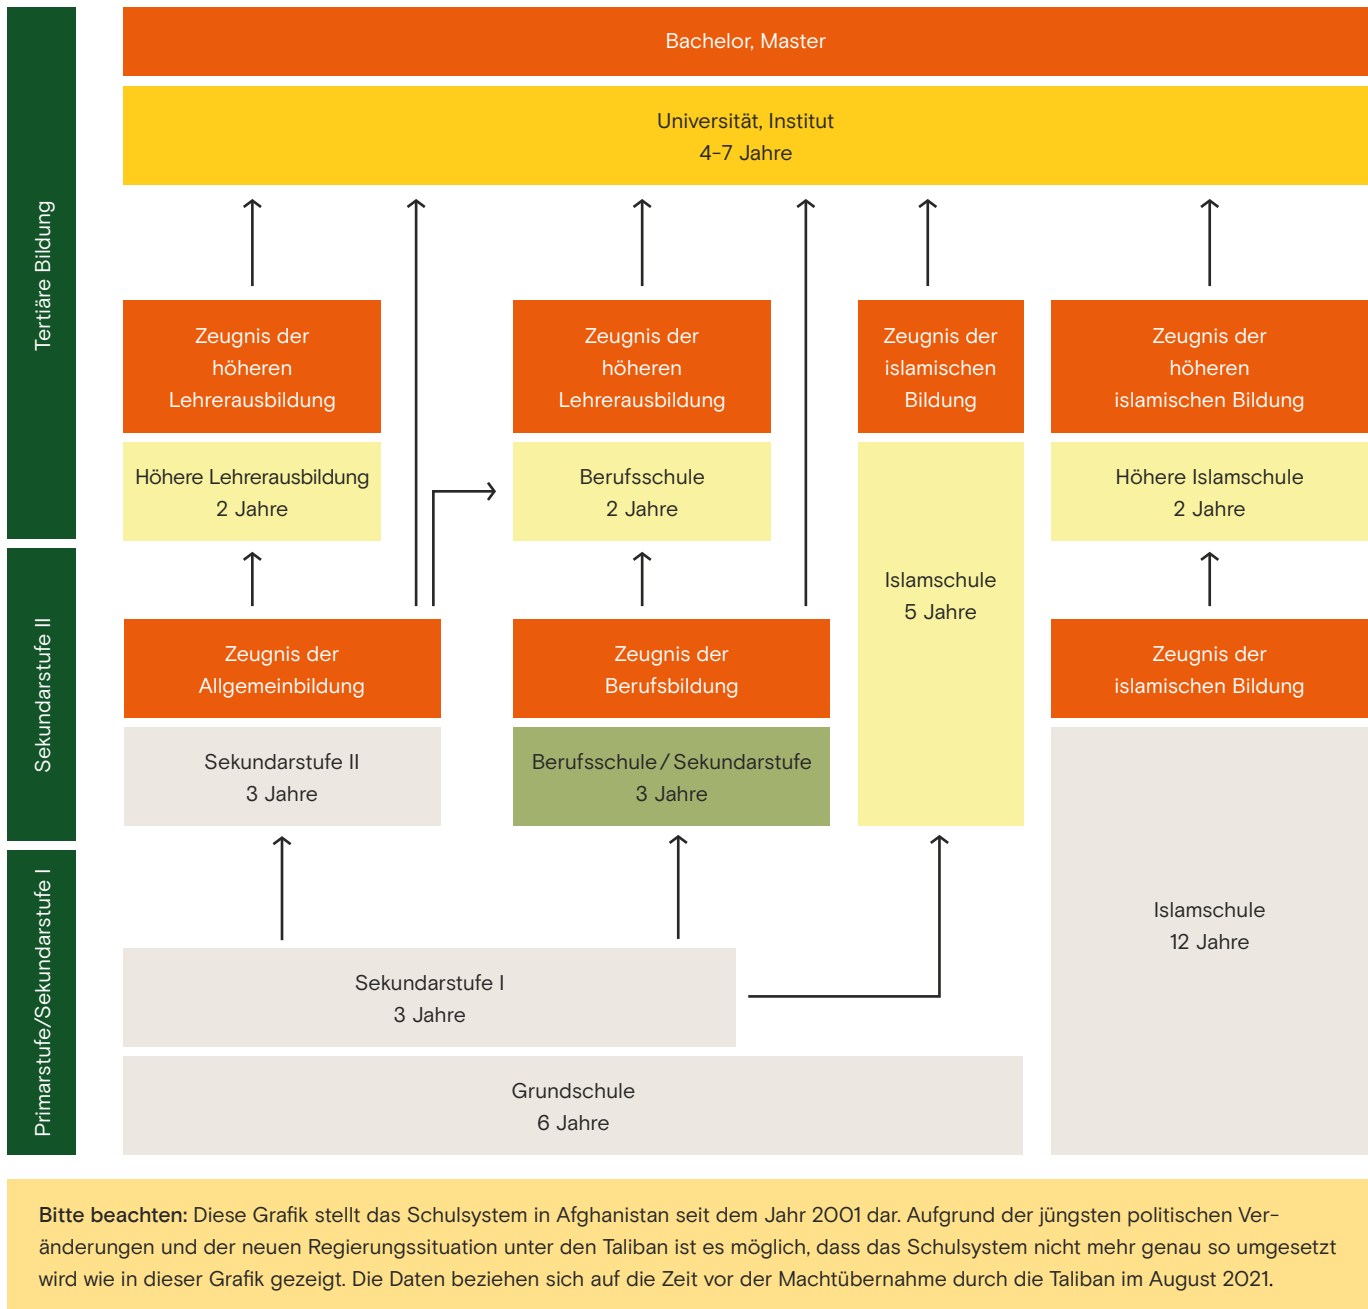 Tertiäre Bildung
Sekundarstufe II
Primarstufe/Sekundarstufe I
Bachelor, Master
Universität, Institut
4-7 Jahre
Zeugnis der
höheren
Lehrerausbildung
Zeugnis der
höheren
Lehrerausbildung
Zeugnis der
islamischen
Bildung
Zeugnis der
höheren
islamischen Bildung
Höhere Lehrerausbildung
2 Jahre
Berufsschule
2 Jahre
Islamschule
5 Jahre
Höhere Islamschule
2 Jahre
Zeugnis der
Allgemeinbildung
Zeugnis der
Berufsbildung
Zeugnis der
islamischen Bildung
Sekundarstufe II
3 Jahre
Berufsschule/Sekundarstufe
3 Jahre
Islamschule
12 Jahre
Sekundarstufe I
3 Jahre
Grundschule
6 Jahre
Bitte beachten: Diese Grafik stellt das Schulsystem in Afghanistan seit dem Jahr 2001 dar. Aufgrund der jüngsten politischen Ver-
änderungen und der neuen Regierungssituation unter den Taliban ist es möglich, dass das Schulsystem nicht mehr genau so umgesetzt
wird wie in dieser Grafik gezeigt. Die Daten beziehen sich auf die Zeit vor der Machtübernahme durch die Taliban im August 2021.